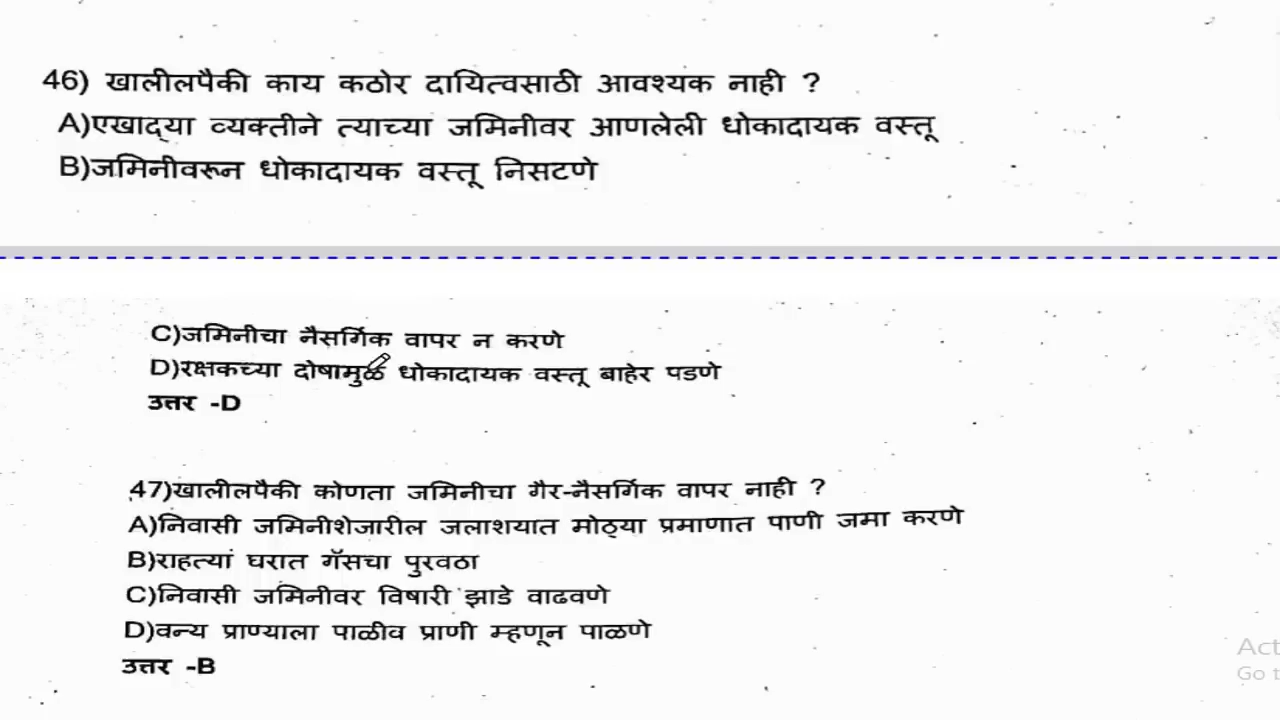 46) खालीलपैकी काय कठोर दायित्वसाठी आवश्यक नाही ?
A)एखाद्या व्यक्तीने त्याच्या जमिनीवर आणलेली धोकादायक वस्तू
B)जमिनीवरून धोकादायक वस्तू निसटणे
C)जमिनीचा नैसर्गिक वापर न करणे
D)रक्षकच्या दोषामुळे धोकादायक वस्तू बाहेर पडणे
उत्तर -D
47)खालीलपैकी कोणता जमिनीचा गैर-नैसर्गिक वापर नाही ?
A)निवासी जमिनीशेजारील जलाशयात मोठ्या प्रमाणात पाणी जमा करणे
B)राहत्यां घरात गॅसचा पुरवठा
C)निवासी जमिनीवर विषारी झाडे वाढवणे
D)वन्य प्राण्याला पाळीव प्राणी म्हणून पाळणे
उत्तर -B
Act
Go t